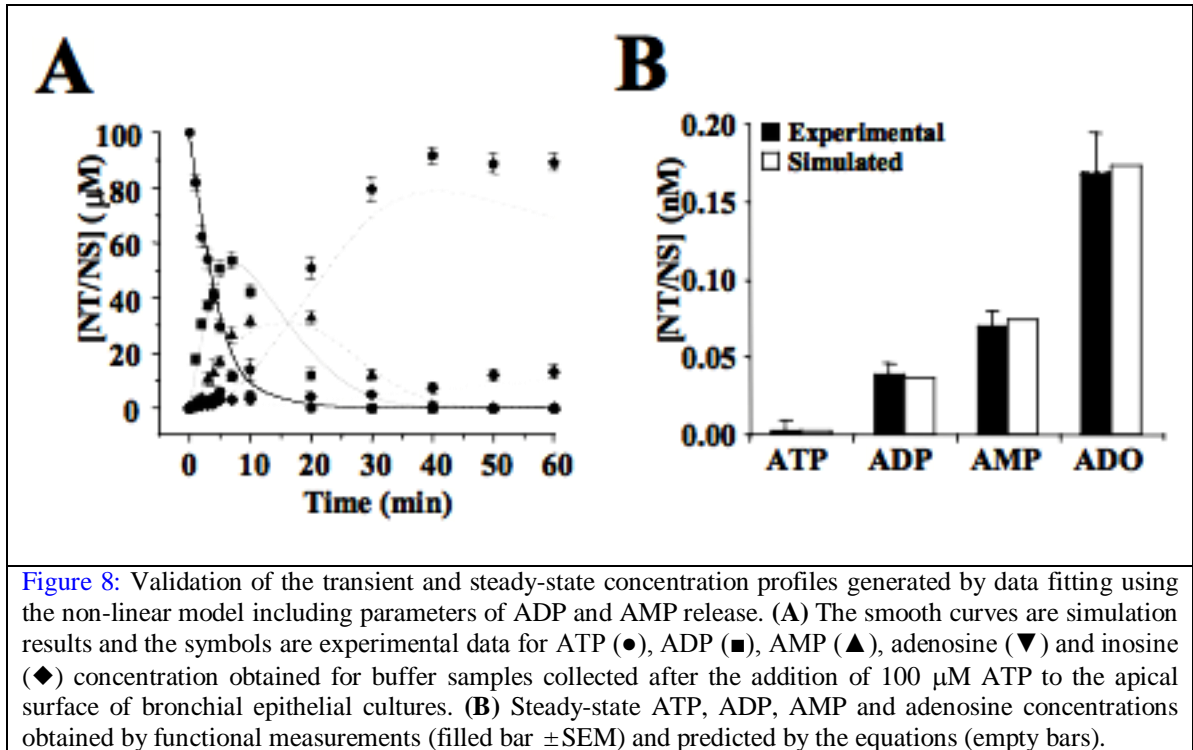 A
B
[NT/NS] (μM)
100
80
60
40
20
0
0 10 20 30 40 50 60
Time (min)
[NT/NS] (nM)
0.20
0.15
0.10
0.05
0.00
Experimental
Simulated
ATP ADP AMP ADO
Figure 8: Validation of the transient and steady-state concentration profiles generated by data fitting using
the non-linear model including parameters of ADP and AMP release. (A) The smooth curves are simulation
results and the symbols are experimental data for ATP (●), ADP (■), AMP (▲), adenosine (▼) and inosine
(◆) concentration obtained for buffer samples collected after the addition of 100 μM ATP to the apical
surface of bronchial epithelial cultures. (B) Steady-state ATP, ADP, AMP and adenosine concentrations
obtained by functional measurements (filled bar ±SEM) and predicted by the equations (empty bars).